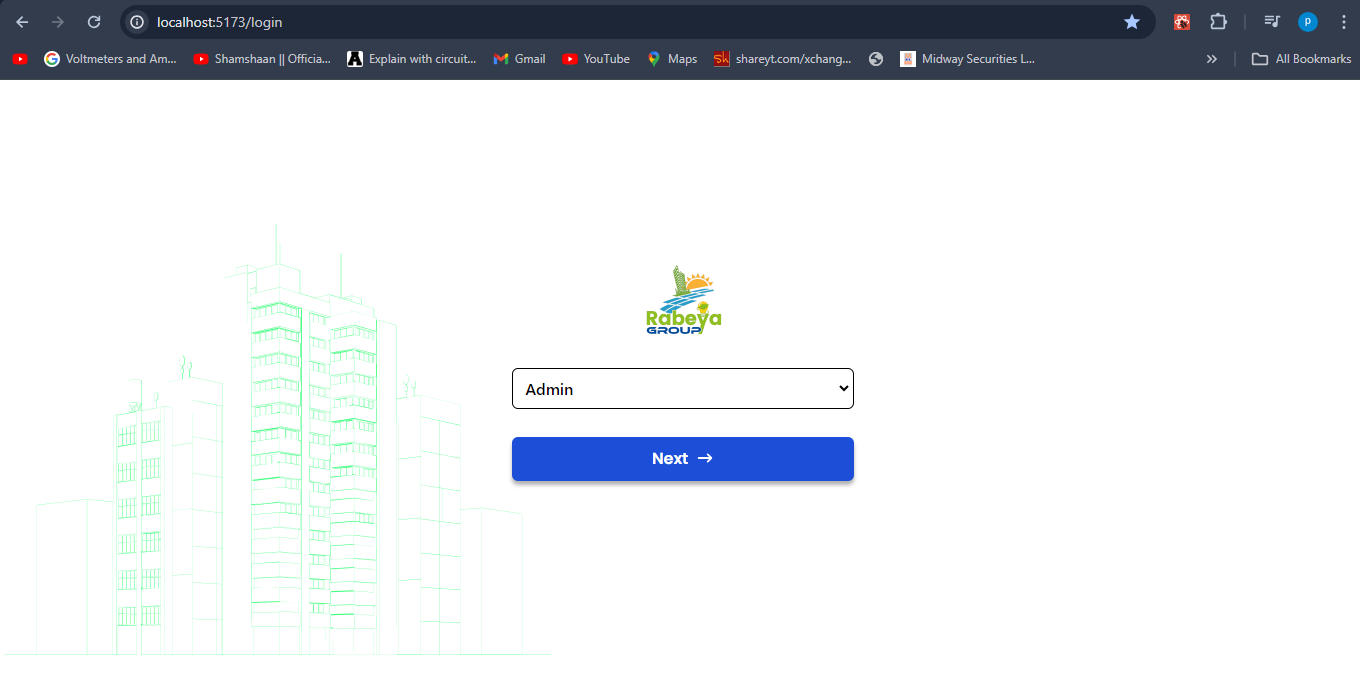 localhost:5173/login
P
Voltmeters and Am... Shamshaan || Officia... Explain with circuit... Gmail YouTube Maps shareyt.com/xchang... Midway Securities L... All Bookmarks
Rabeya
GROUP
Admin
Next →